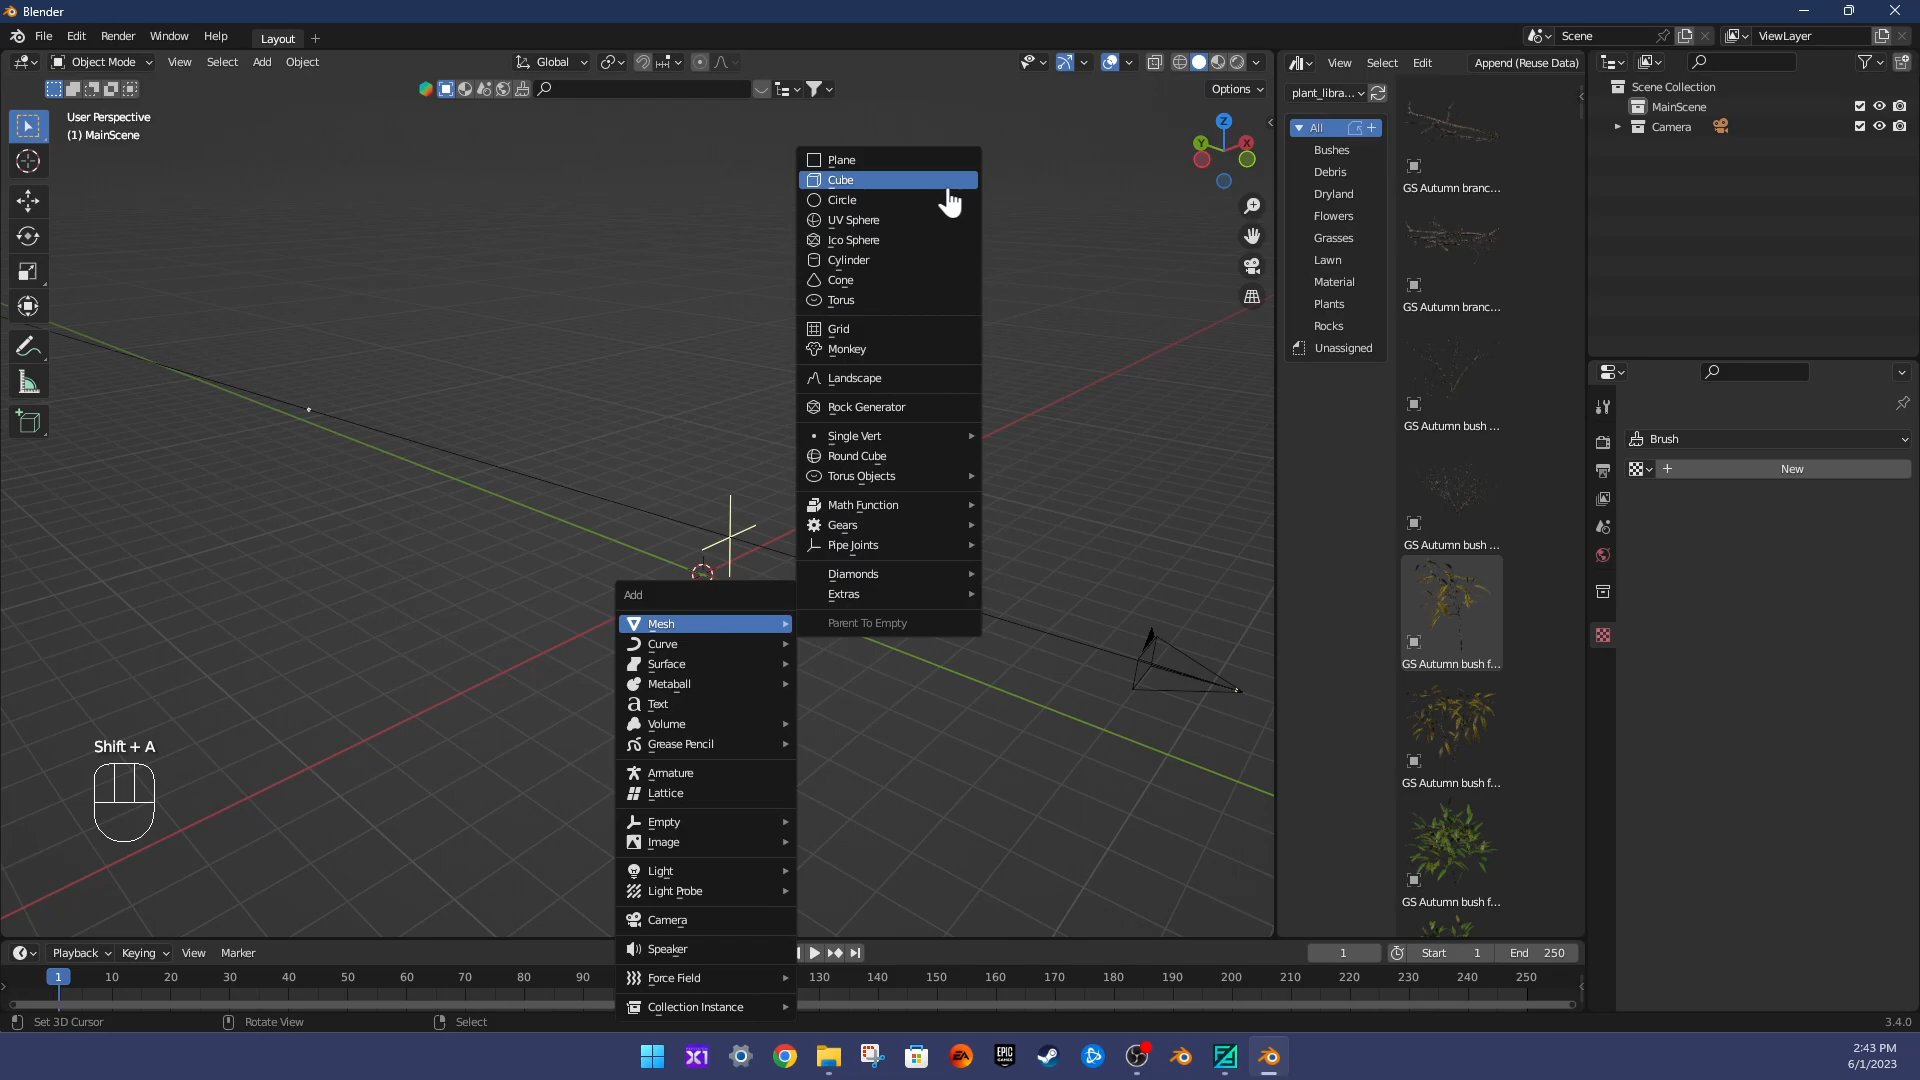 Blender
File Edit Render Window Help Layout
Scene
ViewLayer
Object Mode View Select Add Object
Global
View Select Edit Append (Reuse Data)
Options
plant_libra...
User Perspective
(1) MainScene
Z
Y
X
Plane
Cube
Circle
UV Sphere
Ico Sphere
Cylinder
Cone
Torus
Grid
Monkey
Landscape
Rock Generator
Single Vert
Round Cube
Torus Objects
Math Function
Gears
Pipe Joints
Diamonds
Extras
Parent To Empty
Add
Mesh
Curve
Surface
Metaball
Text
Volume
Grease Pencil
Armature
Lattice
Empty
Image
Light
Light Probe
Camera
Speaker
Force Field
Collection Instance
Shift + A
All
Bushes
Debris
Dryland
Flowers
Grasses
Lawn
Material
Plants
Rocks
Unassigned
GS Autumn branc...
GS Autumn branc...
GS Autumn bush ...
GS Autumn bush ...
GS Autumn bush f...
GS Autumn bush f...
GS Autumn bush f...
Scene Collection
MainScene
Camera
Brush
New
Playback Keying View Marker
1
Start 1
End 250
1 10 20 30 40 50 60 70 80 90 130 140 150 160 170 180 190 200 210 220 230 240 250
Set 3D Cursor
Rotate View
Select
3.4.0
X1
EA
EPIC GAMES
2:43 PM
6/1/2023